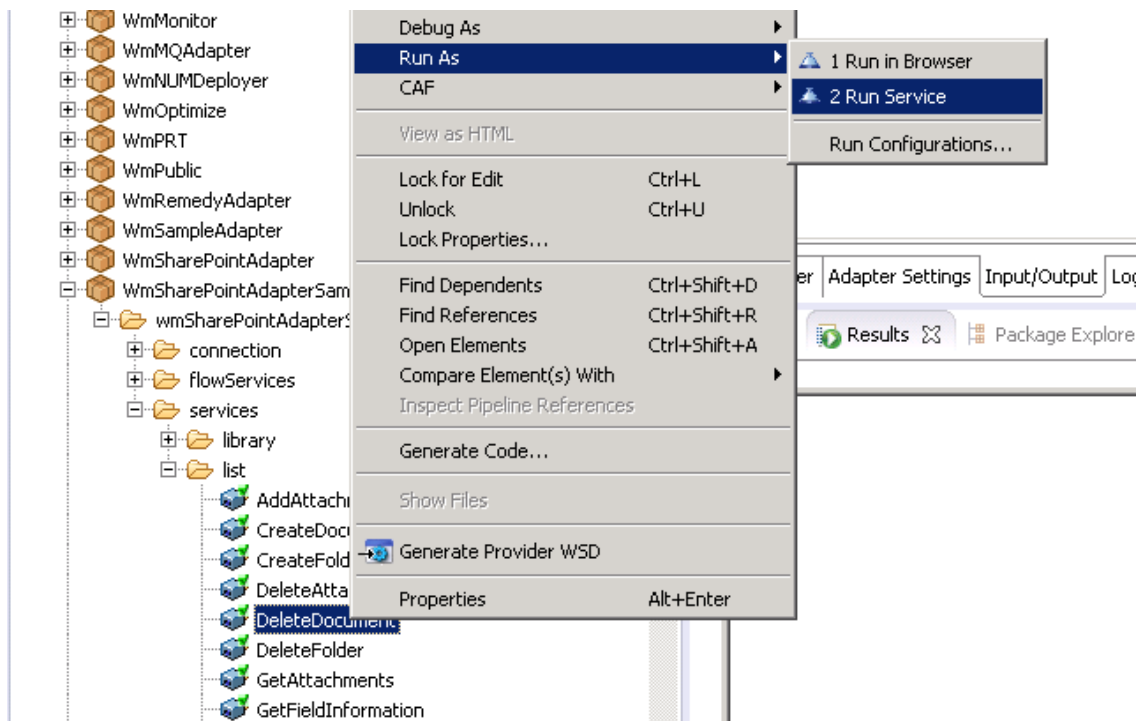 WmMonitor
WmMQAdapter
WmNUMDeployer
WmOptimize
WmPRT
WmPublic
WmRemedyAdapter
WmSampleAdapter
WmSharePointAdapter
WmSharePointAdapterSam
wmSharePointAdapterS
connection
flowServices
services
library
list
AddAttachm
CreateDocu
CreateFold
DeleteAtta
DeleteDocument
DeleteFolder
GetAttachments
GetFieldInformation
Debug As
Run As
CAF
View as HTML
Lock for Edit Ctrl+L
Unlock Ctrl+U
Lock Properties...
Find Dependents Ctrl+Shift+D
Find References Ctrl+Shift+R
Open Elements Ctrl+Shift+A
Compare Element(s) With
Inspect Pipeline References
Generate Code...
Show Files
Generate Provider WSD
Properties Alt+Enter
1 Run in Browser
2 Run Service
Run Configurations...
er Adapter Settings Input/Output Log
Results Package Explore